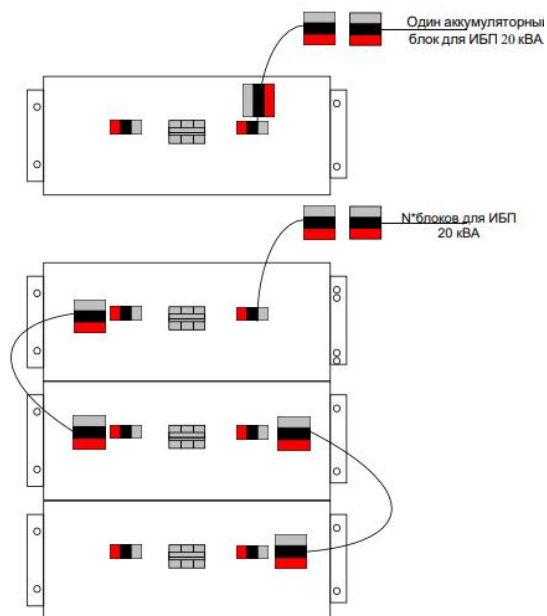 Один аккумуляторный
блок для ИБП 20 кВА
N*блоков для ИБП
20 кВА